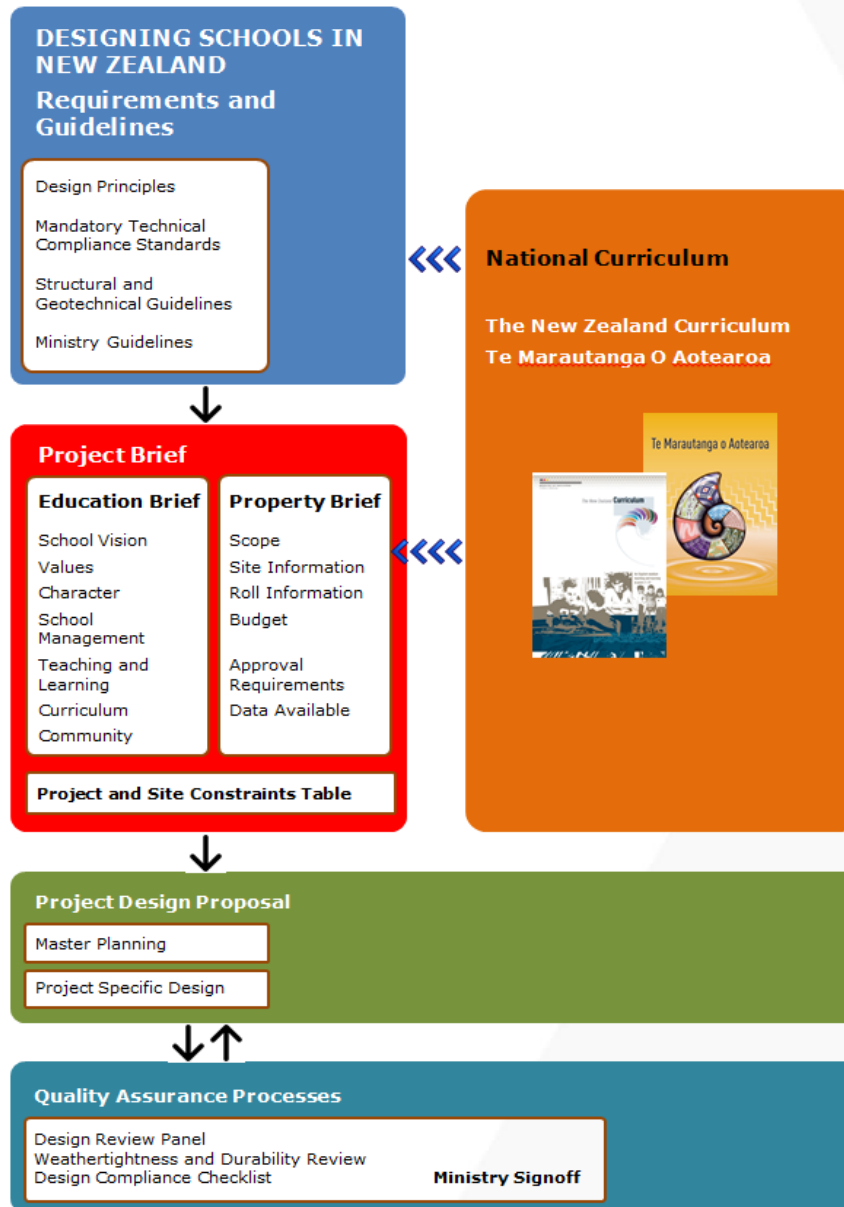 DESIGNING SCHOOLS IN
NEW ZEALAND
Requirements and
Guidelines
Design Principles
Mandatory Technical
Compliance Standards
Structural and
Geotechnical Guidelines
Ministry Guidelines
National Curriculum
The New Zealand Curriculum
Te Marautanga O Aotearoa
Te Marautanga o Aotearoa
The New Zealand Curriculum
Project Brief
Education Brief
School Vision
Values
Character
School
Management
Teaching and
Learning
Curriculum
Community
Property Brief
Scope
Site Information
Roll Information
Budget
Approval
Requirements
Data Available
Project and Site Constraints Table
Project Design Proposal
Master Planning
Project Specific Design
Quality Assurance Processes
Design Review Panel
Weathertightness and Durability Review
Design Compliance Checklist
Ministry Signoff